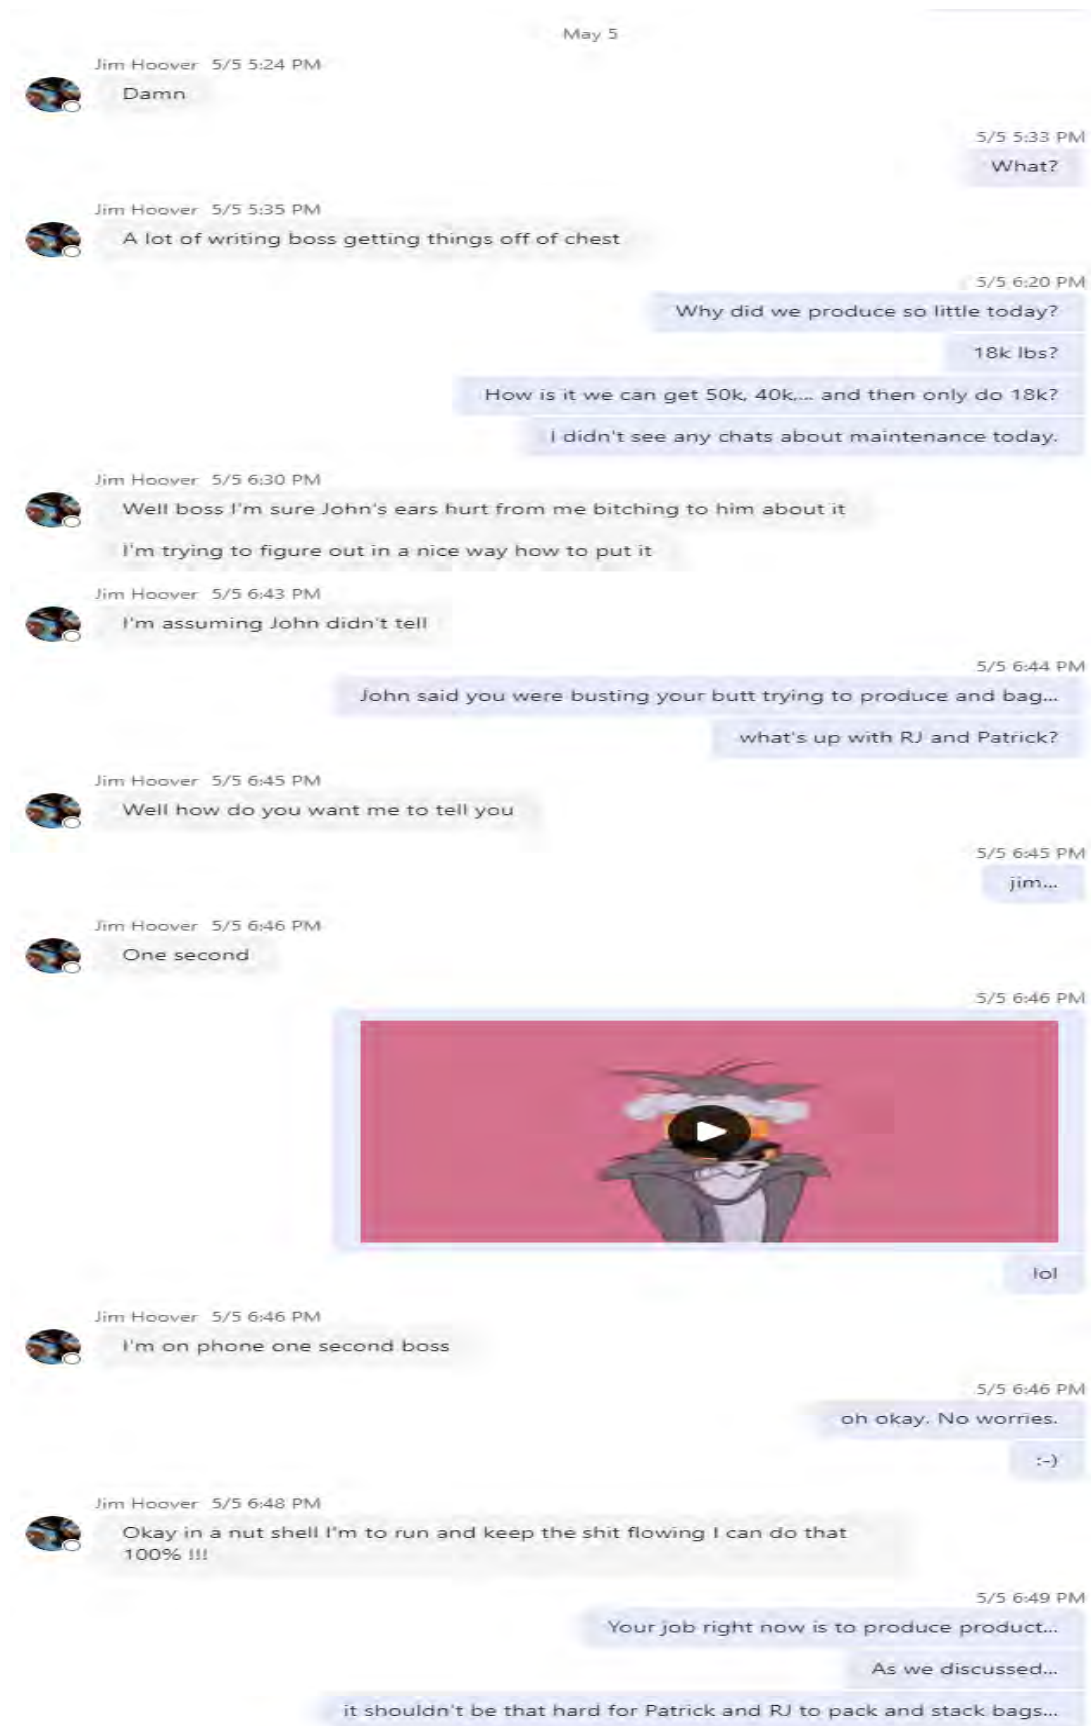 May 5
Jim Hoover 5/5 5:24 PM
Damn
5/5 5:33 PM
What?
Jim Hoover 5/5 5:35 PM
A lot of writing boss getting things off of chest
5/5 6:20 PM
Why did we produce so little today?
18k lbs?
How is it we can get 50k, 40k,... and then only do 18k?
I didn't see any chats about maintenance today.
Jim Hoover 5/5 6:30 PM
Well boss I'm sure John's ears hurt from me bitching to him about it
I'm trying to figure out in a nice way how to put it
Jim Hoover 5/5 6:43 PM
I'm assuming John didn't tell
5/5 6:44 PM
John said you were busting your butt trying to produce and bag...
what's up with RJ and Patrick?
Jim Hoover 5/5 6:45 PM
Well how do you want me to tell you
5/5 6:45 PM
jim...
Jim Hoover 5/5 6:46 PM
One second
5/5 6:46 PM
lol
Jim Hoover 5/5 6:46 PM
I'm on phone one second boss
5/5 6:46 PM
oh okay. No worries.
:-)
Jim Hoover 5/5 6:48 PM
Okay in a nut shell I'm to run and keep the shit flowing I can do that
100% !!!
5/5 6:49 PM
Your job right now is to produce product...
As we discussed...
it shouldn't be that hard for Patrick and RJ to pack and stack bags...